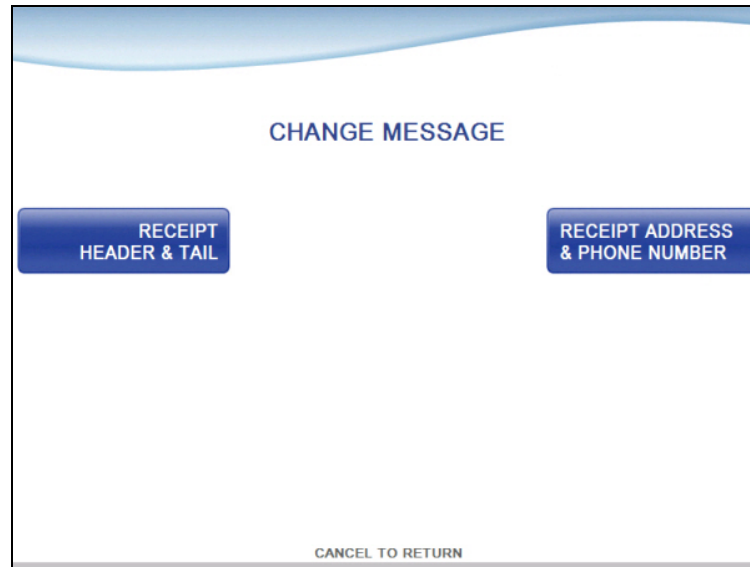 CHANGE MESSAGE
RECEIPT
HEADER & TAIL
RECEIPT ADDRESS
& PHONE NUMBER
CANCEL TO RETURN